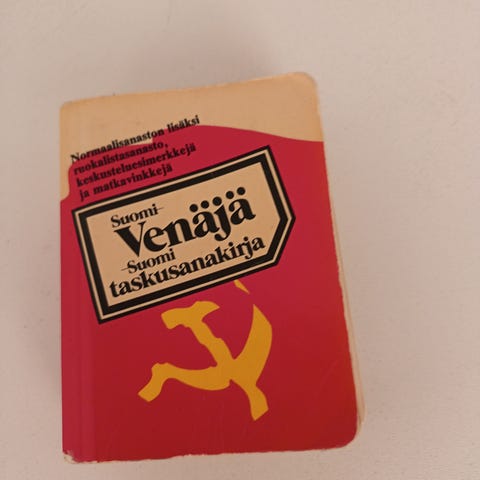 Normaalisanaston lisäksi
ruokalistasanasto,
keskusteluesimerkkejä
ja matkavinkkejä
Suomi-
Venäjä
-Suomi
taskusanakirja